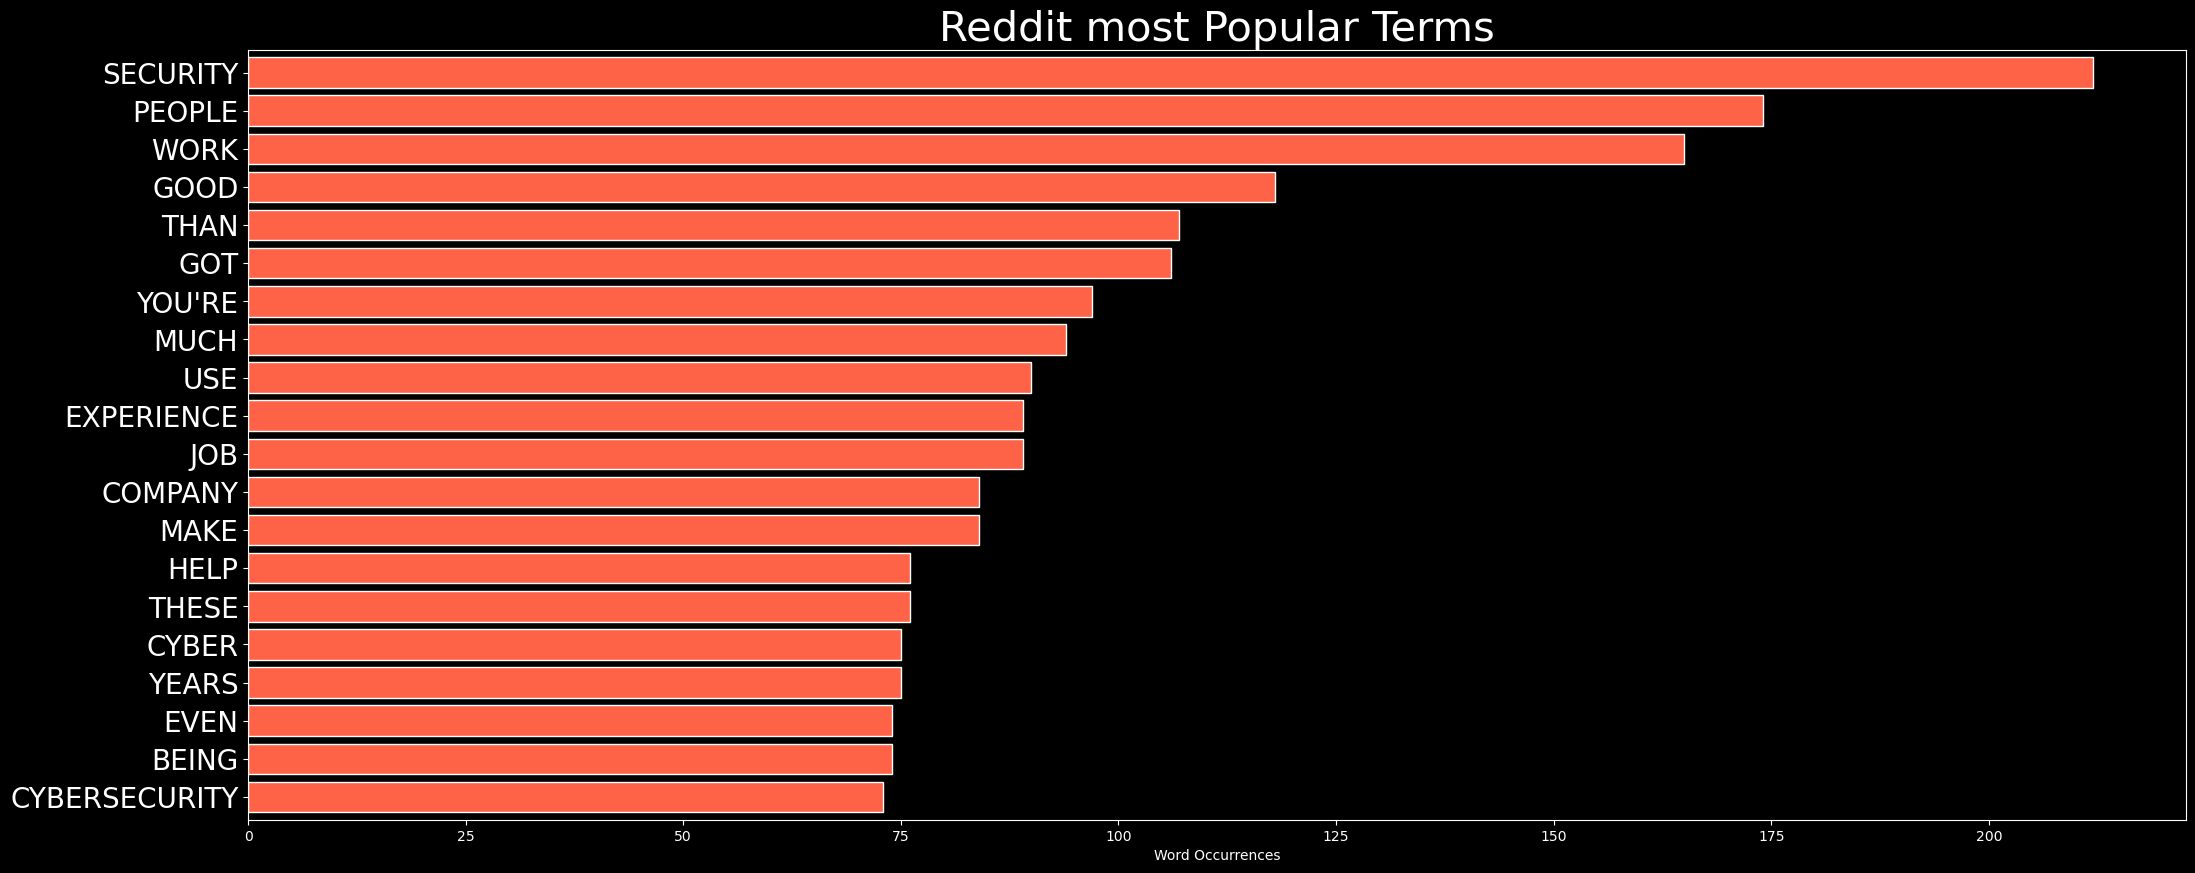 Reddit most Popular Terms
SECURITY
PEOPLE
WORK
GOOD
THAN
GOT
YOU'RE
MUCH
USE
EXPERIENCE
JOB
COMPANY
MAKE
HELP
THESE
CYBER
YEARS
EVEN
BEING
CYBERSECURITY
0 25 50 75 100 125 150 175 200
Word Occurrences